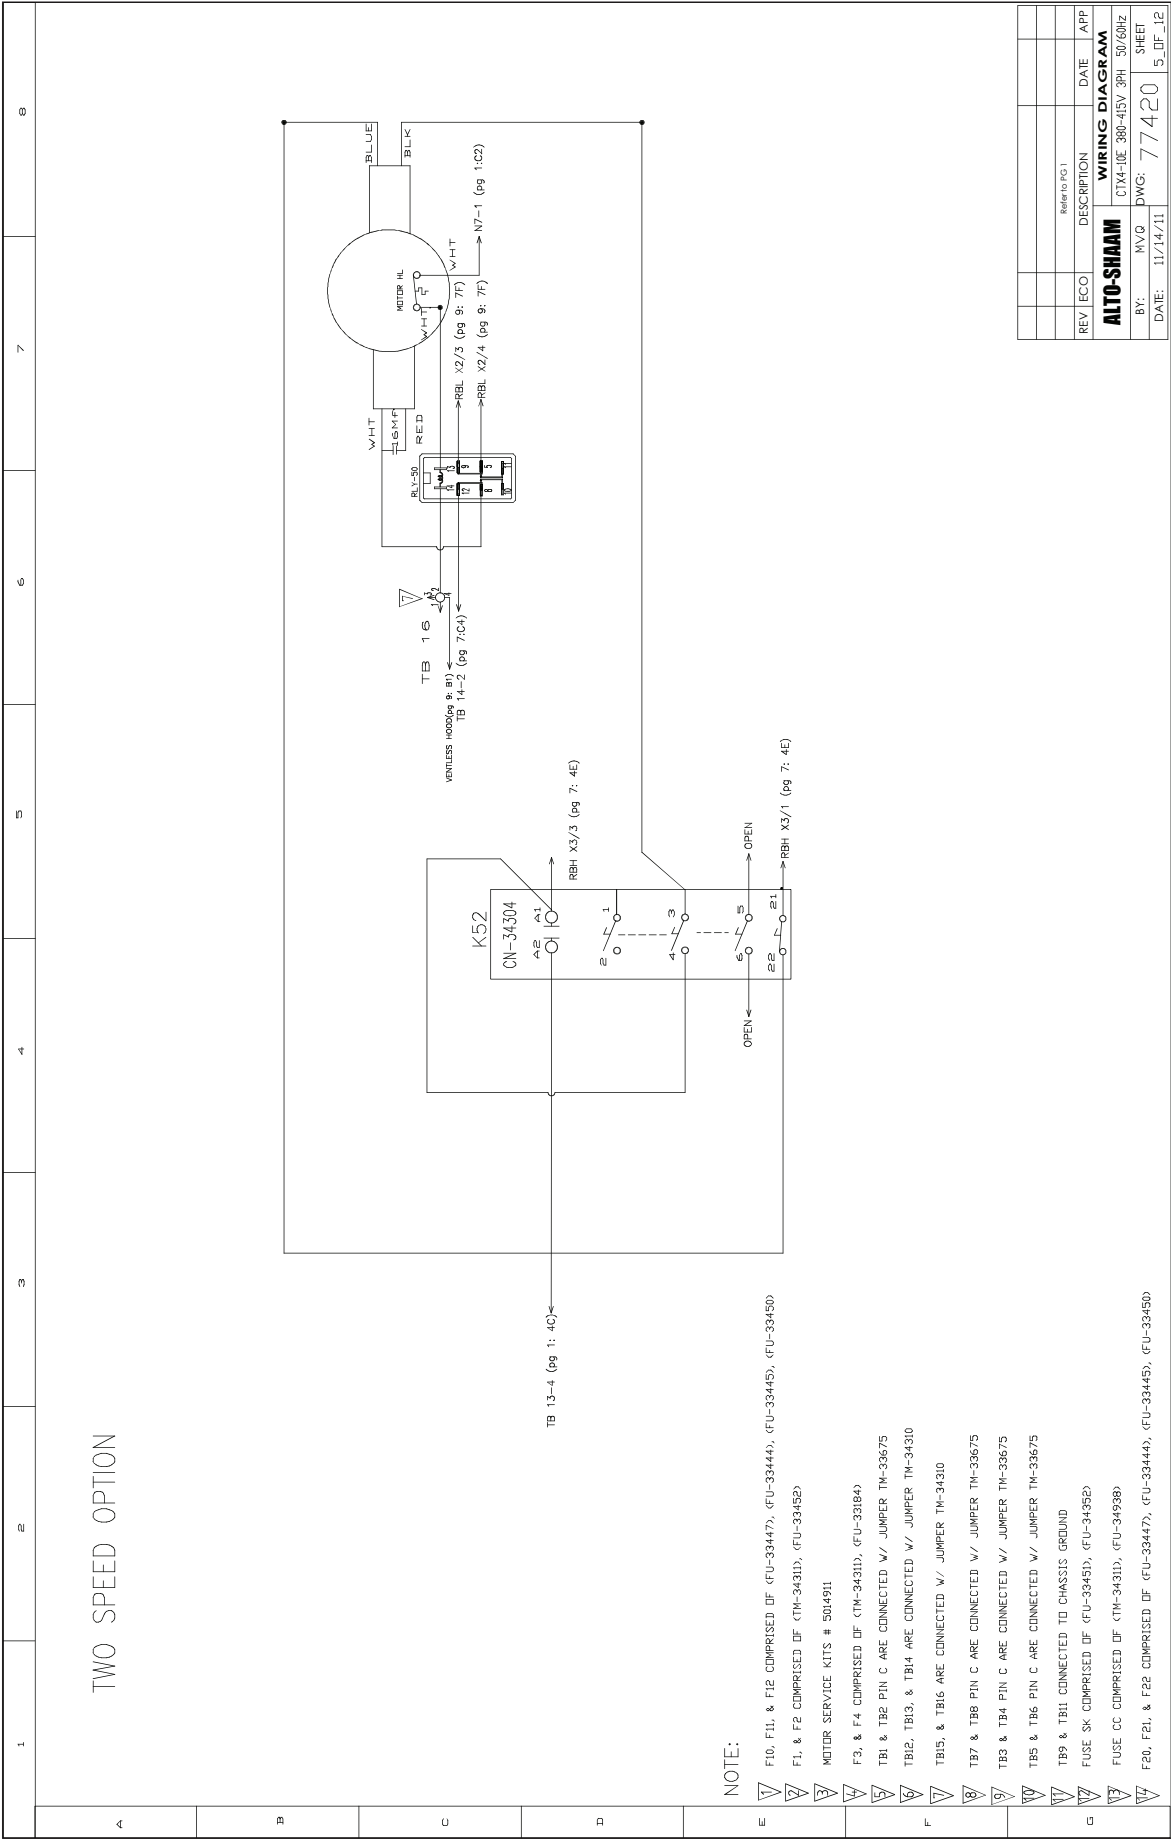 1
2
3
4
5
6
7
8
A
B
C
D
E
F
G
TWO SPEED OPTION
BLUE
BLK
MOTOR HL
WHT
WHT
N7-1 (pg 1:C2)
WHT
16Mf
RED
RLY-50
14
13
12
9
8
5
10
11
RBL X2/3 (pg 9: 7F)
RBL X2/4 (pg 9: 7F)
7
TB 16
1
3
2
4
VENTLESS HOOD(pg 9: B1)
TB 14-2 (pg 7:C4)
K52
CN-34304
A2
A1
RBH X3/3 (pg 7: 4E)
TB 13-4 (pg 1: 4C)
2
1
4
3
OPEN
6
5
OPEN
22
21
RBH X3/1 (pg 7: 4E)
NOTE:
1 F10, F11, & F12 COMPRISED OF (FU-33447), (FU-33444), (FU-33445), (FU-33450)
2 F1, & F2 COMPRISED OF (TM-34311), (FU-33452)
3 MOTOR SERVICE KITS # 5014911
4 F3, & F4 COMPRISED OF (TM-34311), (FU-33184)
5 TB1 & TB2 PIN C ARE CONNECTED W/ JUMPER TM-33675
6 TB12, TB13, & TB14 ARE CONNECTED W/ JUMPER TM-34310
7 TB15, & TB16 ARE CONNECTED W/ JUMPER TM-34310
8 TB7 & TB8 PIN C ARE CONNECTED W/ JUMPER TM-33675
9 TB3 & TB4 PIN C ARE CONNECTED W/ JUMPER TM-33675
10 TB5 & TB6 PIN C ARE CONNECTED W/ JUMPER TM-33675
11 TB9 & TB11 CONNECTED TO CHASSIS GROUND
12 FUSE SK COMPRISED OF (FU-33451), (FU-34352)
13 FUSE CC COMPRISED OF (TM-34311), (FU-34938)
14 F20, F21, & F22 COMPRISED OF (FU-33447), (FU-33444), (FU-33445), (FU-33450)
Refer to PG 1
REV ECO DESCRIPTION DATE APP
ALTO-SHAAM
WIRING DIAGRAM
CTX4-10E 380-415V 3PH 50/60Hz
BY: MVQ
DATE: 11/14/11
DWG: 77420
SHEET
5_OF_12